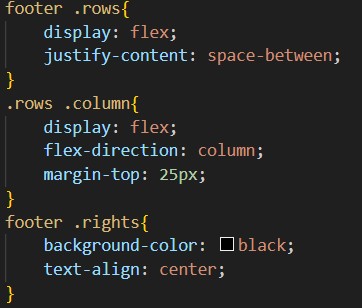 footer .rows{
    display: flex;
    justify-content: space-between;
}
.rows .column{
    display: flex;
    flex-direction: column;
    margin-top: 25px;
}
footer .rights{
    background-color: black;
    text-align: center;
}